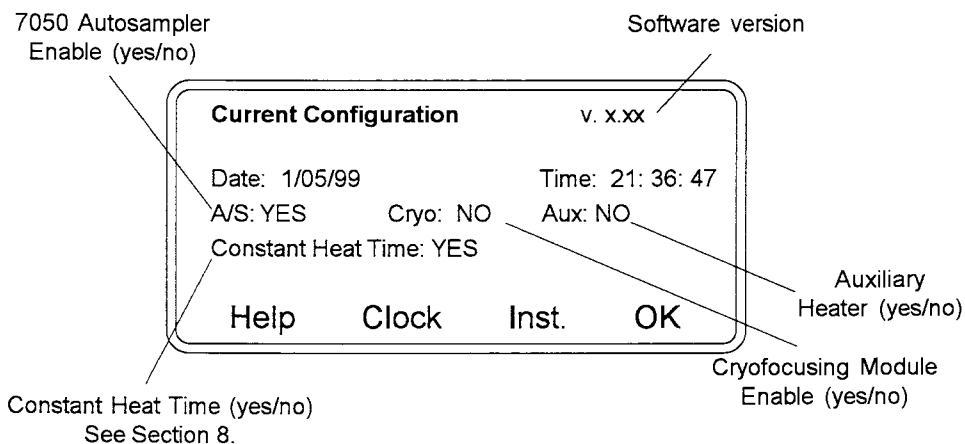 7050 Autosampler
Enable (yes/no)
Software version
Current Configuration v. x.xx
Date: 1/05/99 Time: 21: 36: 47
A/S: YES Cryo: NO Aux: NO
Constant Heat Time: YES
Help Clock Inst. OK
Auxiliary
Heater (yes/no)
Cryofocusing Module
Enable (yes/no)
Constant Heat Time (yes/no)
See Section 8.